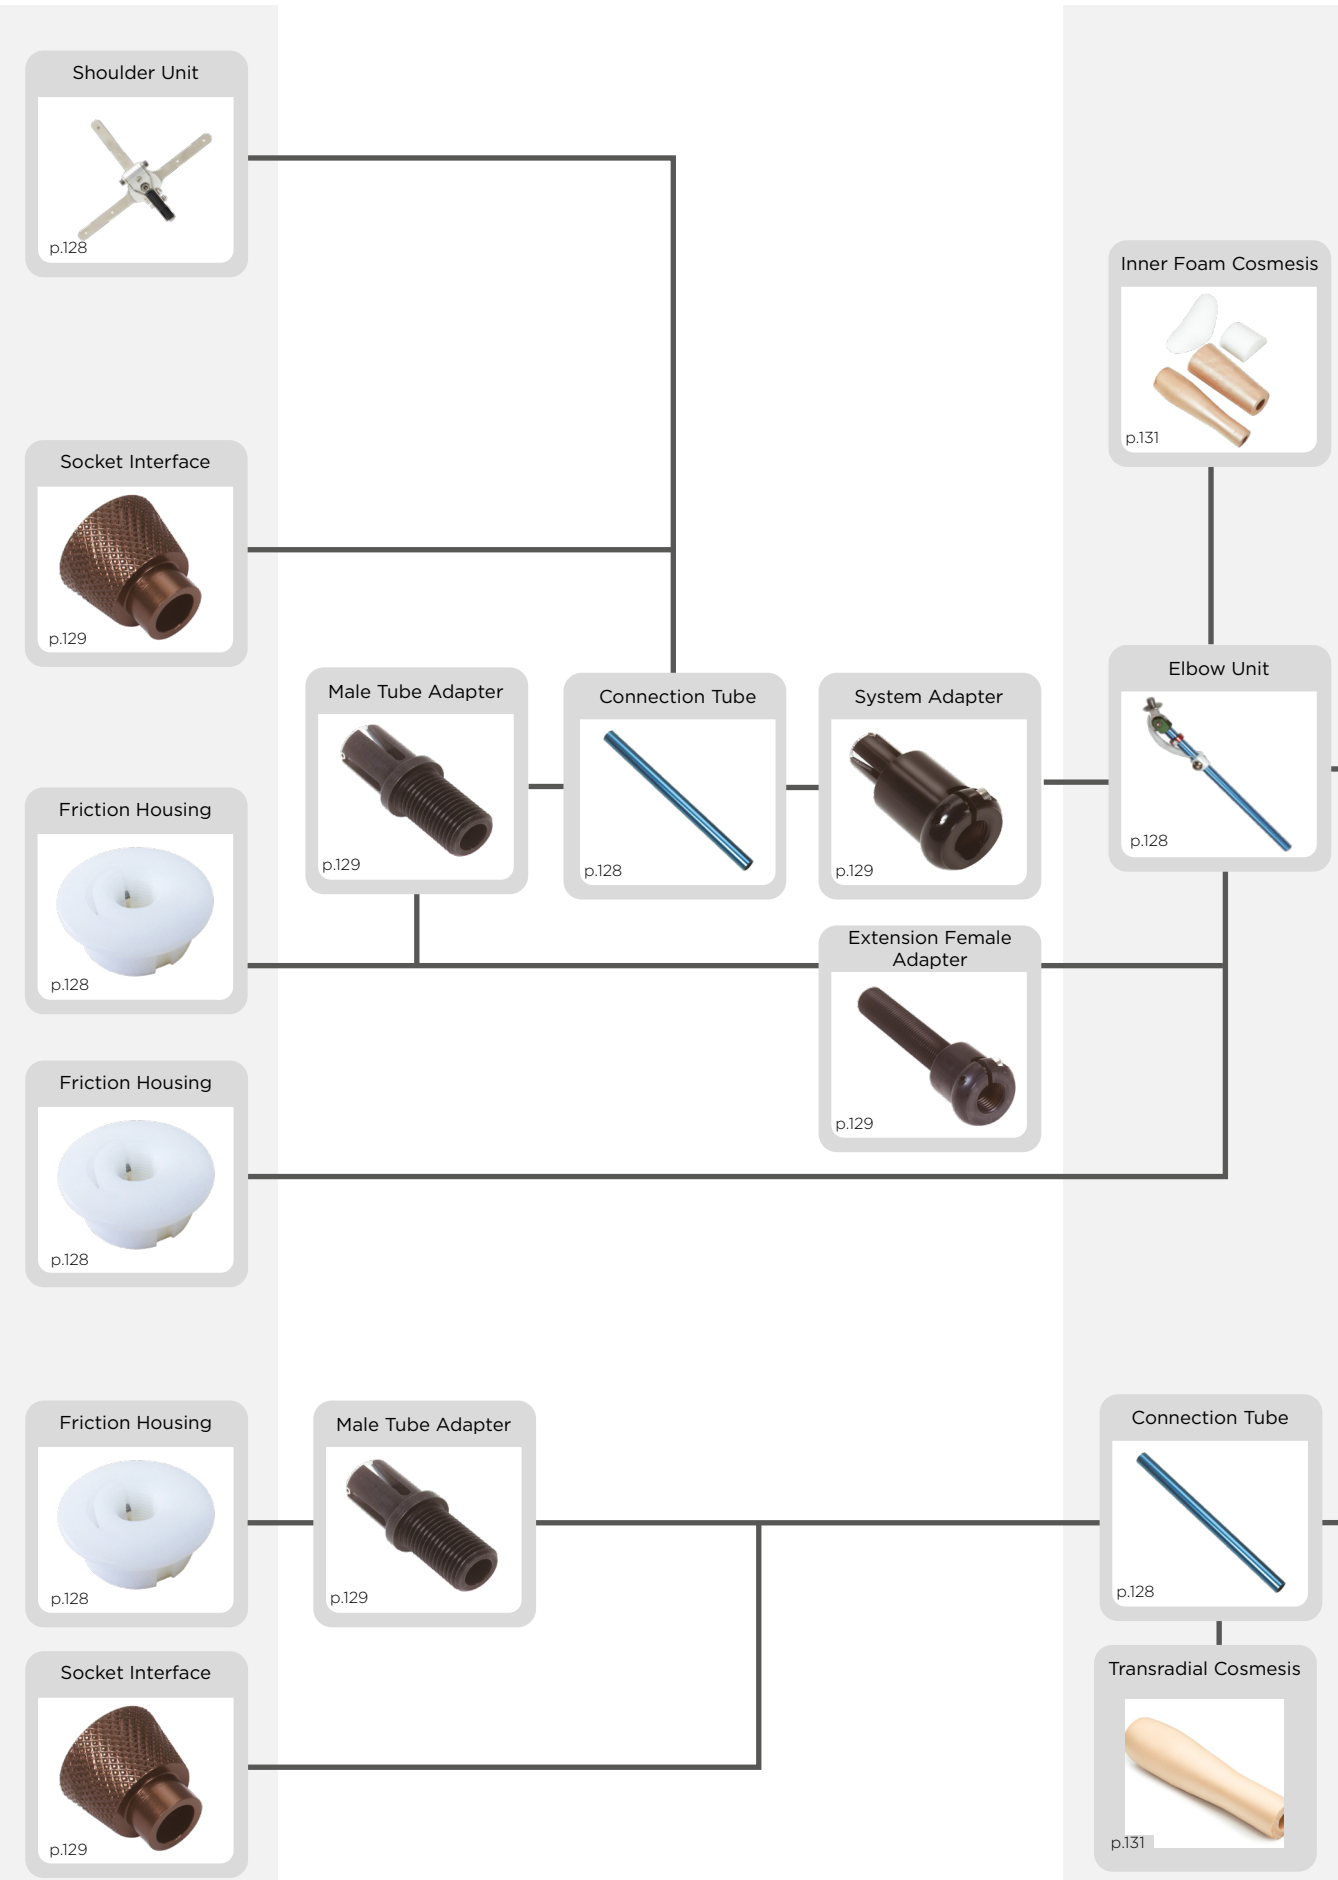 Shoulder Unit
p.128
Inner Foam Cosmesis
p.131
Socket Interface
p.129
Male Tube Adapter
p.129
Connection Tube
p.128
System Adapter
p.129
Elbow Unit
p.128
Friction Housing
p.128
Extension Female
Adapter
p.129
Friction Housing
p.128
Friction Housing
p.128
Male Tube Adapter
p.129
Connection Tube
p.128
Socket Interface
p.129
Transradial Cosmesis
p.131